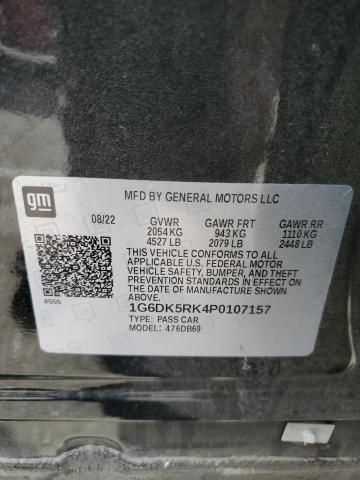 gm
MFD BY GENERAL MOTORS LLC
08/22 GVWR GAWR FRT GAWR RR
2054 KG 943 KG 1110 KG
4527 LB 2079 LB 2448 LB
THIS VEHICLE CONFORMS TO ALL
APPLICABLE U.S. FEDERAL MOTOR
VEHICLE SAFETY, BUMPER, AND THEFT
PREVENTION STANDARDS IN EFFECT
ON THE DATE OF MANUFACTURE
SHOWN ABOVE.
1G6DK5RK4P0107157
TYPE: PASS CAR
MODEL: 476DB69